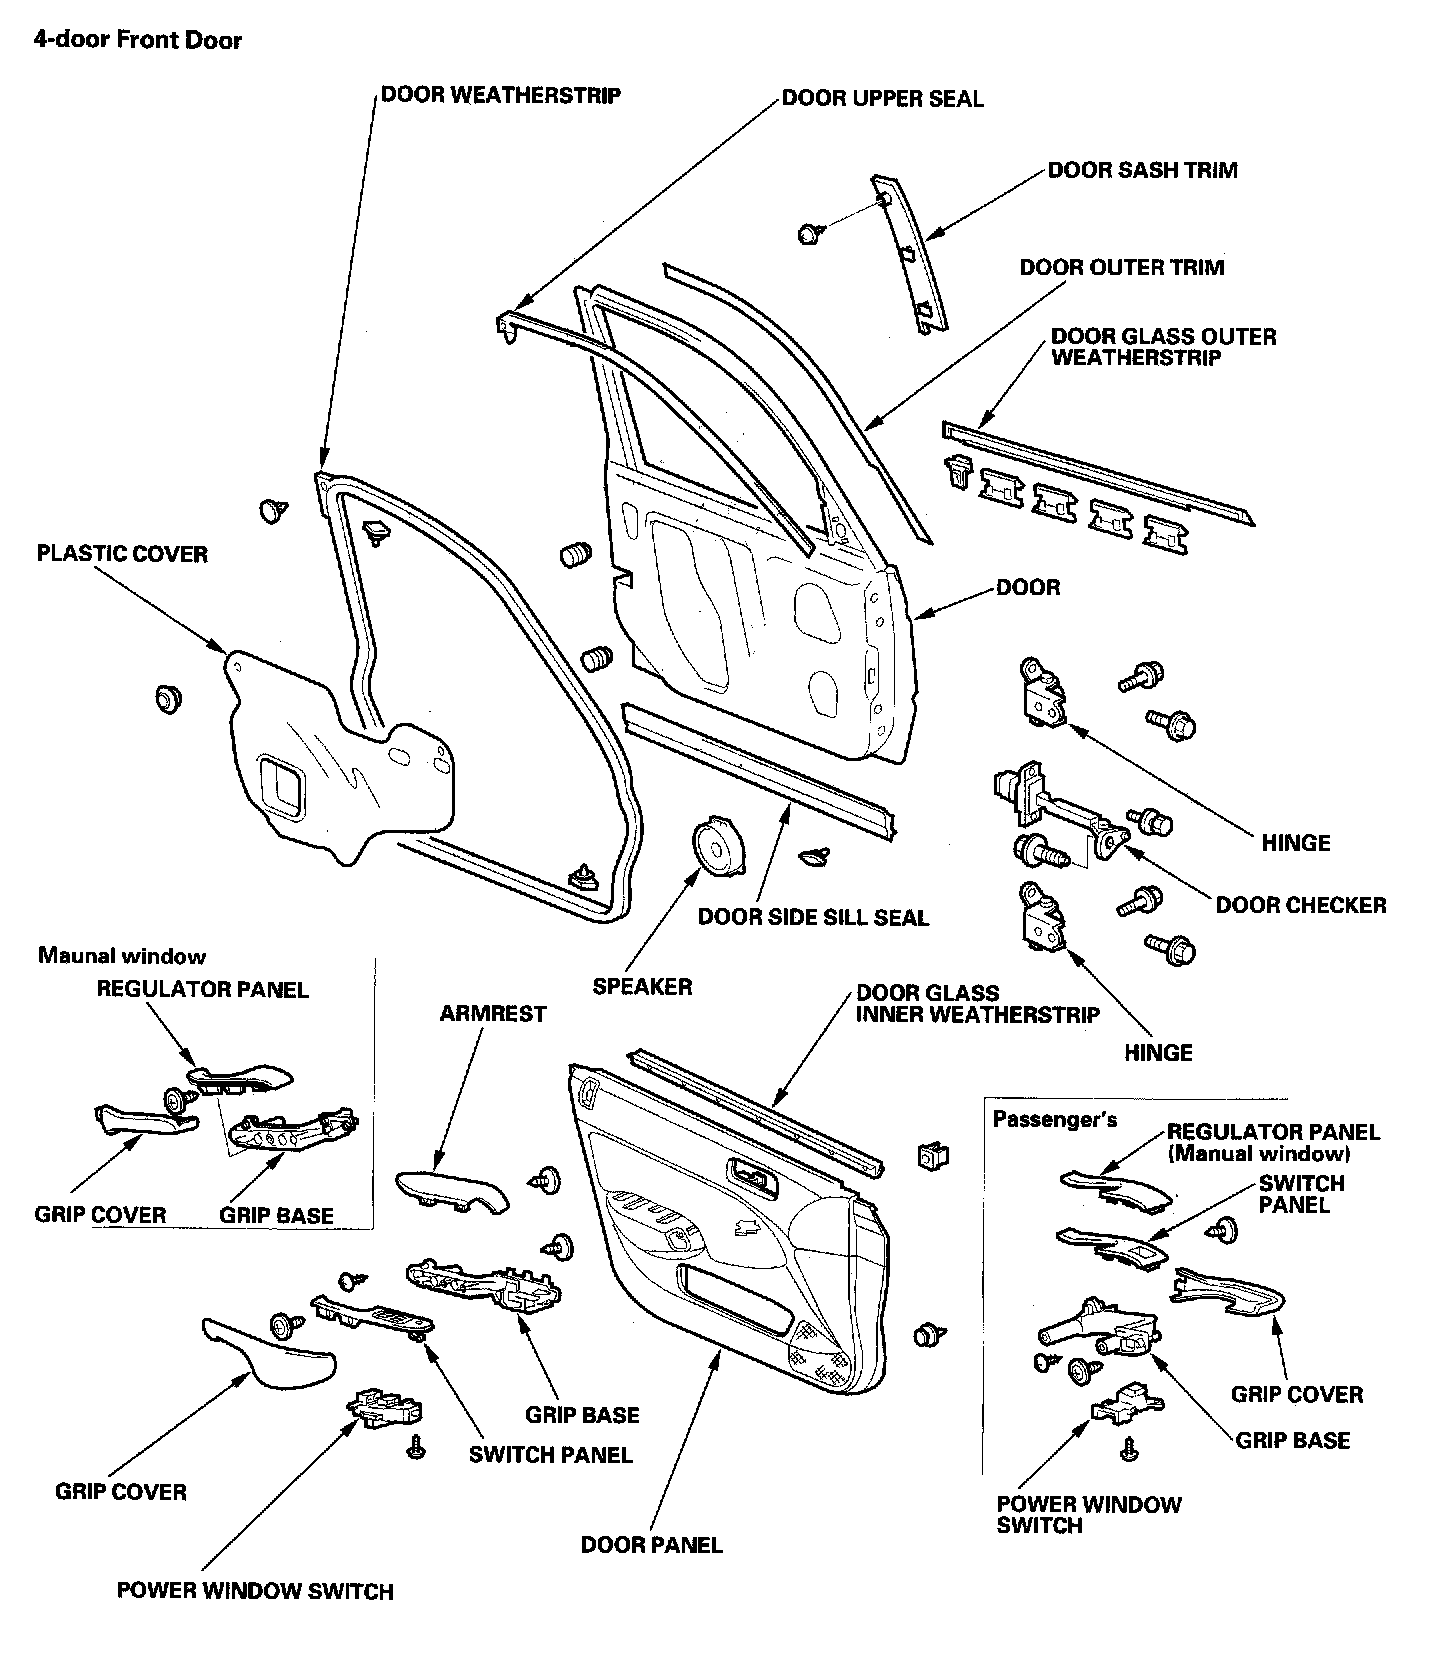 4-door Front Door
DOOR WEATHERSTRIP
DOOR UPPER SEAL
DOOR SASH TRIM
DOOR OUTER TRIM
DOOR GLASS OUTER
WEATHERSTRIP
PLASTIC COVER
DOOR
HINGE
DOOR CHECKER
DOOR SIDE SILL SEAL
SPEAKER
HINGE
Maunal window
REGULATOR PANEL
GRIP COVER
GRIP BASE
ARMREST
DOOR GLASS
INNER WEATHERSTRIP
Passenger's
REGULATOR PANEL
(Manual window)
SWITCH
PANEL
GRIP COVER
GRIP BASE
POWER WINDOW
SWITCH
GRIP BASE
SWITCH PANEL
GRIP COVER
DOOR PANEL
POWER WINDOW SWITCH